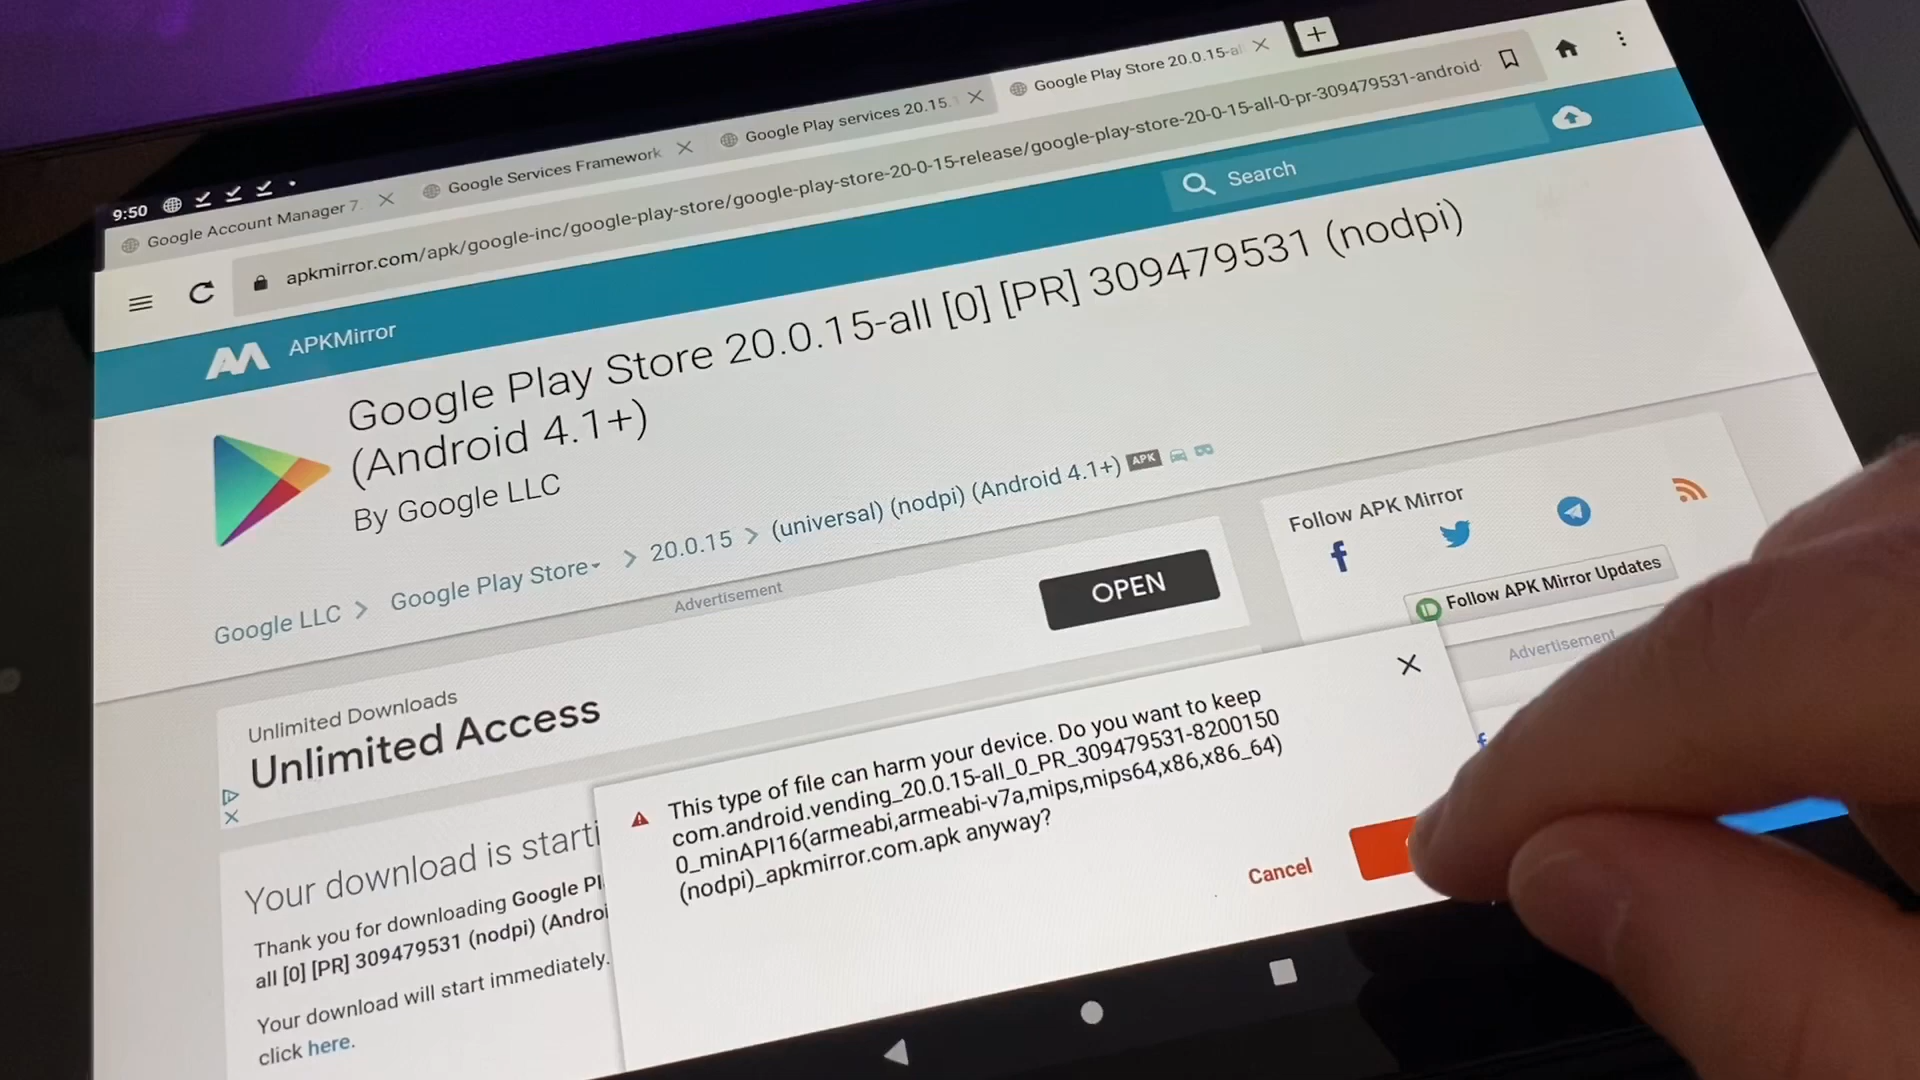 9:50
Google Account Manager 7.
Google Services Framework
Google Play services 20.15.
Google Play Store 20.0.15-al
apkmirror.com/apk/google-inc/google-play-store/google-play-store-20-0-15-release/google-play-store-20-0-15-all-0-pr-309479531-android-
APKMirror
Search
Google Play Store 20.0.15-all [0] [PR] 309479531 (nodpi)
(Android 4.1+)
By Google LLC
Google LLC > Google Play Store > 20.0.15 > (universal) (nodpi) (Android 4.1+) APK
Advertisement
OPEN
Unlimited Downloads
Unlimited Access
Follow APK Mirror
Follow APK Mirror Updates
Advertisement
Your download is starti
Thank you for downloading Google Pl
all [0] [PR] 309479531 (nodpi) (Androi
Your download will start immediately.
click here.
This type of file can harm your device. Do you want to keep
com.android.vending_20.0.15-all_0_PR_309479531-8200150
0_minAPI16(armeabi,armeabi-v7a,mips,mips64,x86,x86_64)
(nodpi)_apkmirror.com.apk anyway?
Cancel